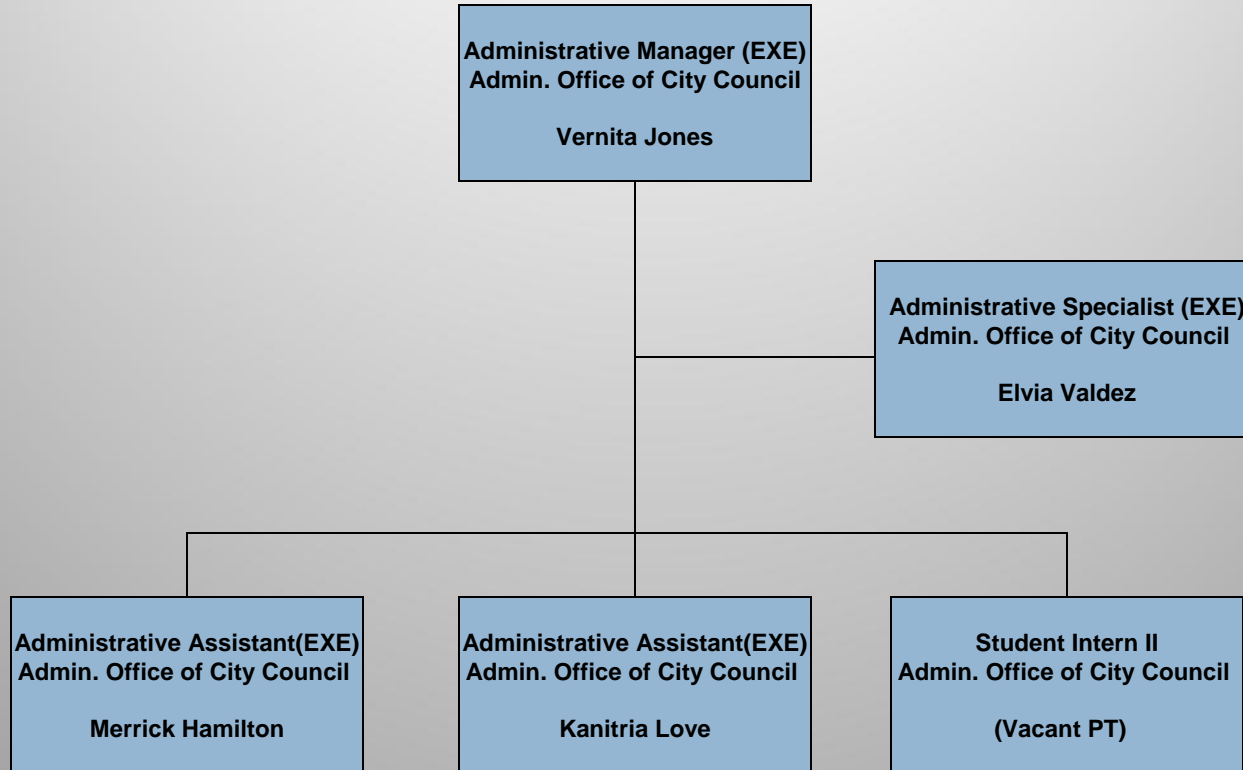 Administrative Manager (EXE)
Admin. Office of City Council
Vernita Jones
Administrative Specialist (EXE)
Admin. Office of City Council
Elvia Valdez
Administrative Assistant(EXE)
Admin. Office of City Council
Merrick Hamilton
Administrative Assistant(EXE)
Admin. Office of City Council
Kanitria Love
Student Intern II
Admin. Office of City Council
(Vacant PT)